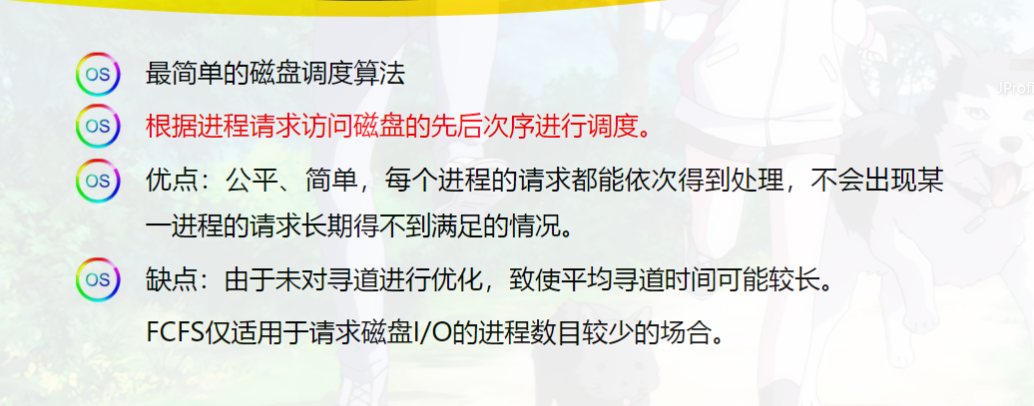 OS 最简单的磁盘调度算法
OS 根据进程请求访问磁盘的先后次序进行调度。
OS 优点：公平、简单，每个进程的请求都能依次得到处理，不会出现某
一进程的请求长期得不到满足的情况。
OS 缺点：由于未对寻道进行优化，致使平均寻道时间可能较长。
FCFS仅适用于请求磁盘I/O的进程数目较少的场合。